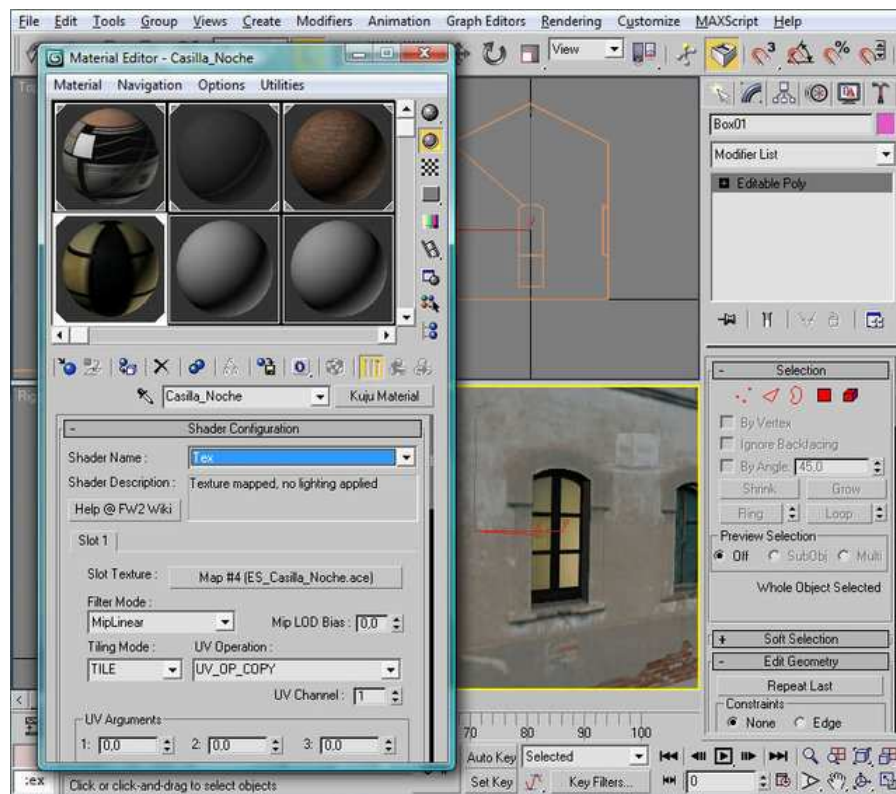 File Edit Tools Group Views Create Modifiers Animation Graph Editors Rendering Customize MAXScript Help
Material Editor - Casilla_Noche
Material Navigation Options Utilities
View
Box01
Modifier List
Editable Poly
Casilla_Noche
Kuju Material
- Shader Configuration
Shader Name :
Tex
Shader Description :
Texture mapped, no lighting applied
Help @ FW2 Wiki
Slot 1
Slot Texture :
Map #4 (ES_Casilla_Noche.ace)
Filter Mode :
MipLinear
Mip LOD Bias : 0,0
Tiling Mode :
UV Operation :
TILE
UV_OP_COPY
UV Channel : 1
UV Arguments
1: 0,0 2: 0,0 3: 0,0
- Selection
By Vertex
Ignore Backfacing
By Angle: 45,0
Shrink Grow
Ring Loop
Preview Selection
Off SubObj Multi
Whole Object Selected
+ Soft Selection
- Edit Geometry
Repeat Last
Constraints
None Edge
70 80 90 100
Auto Key Selected
Set Key Key Filters...
0
:ex
Click or click-and-drag to select objects